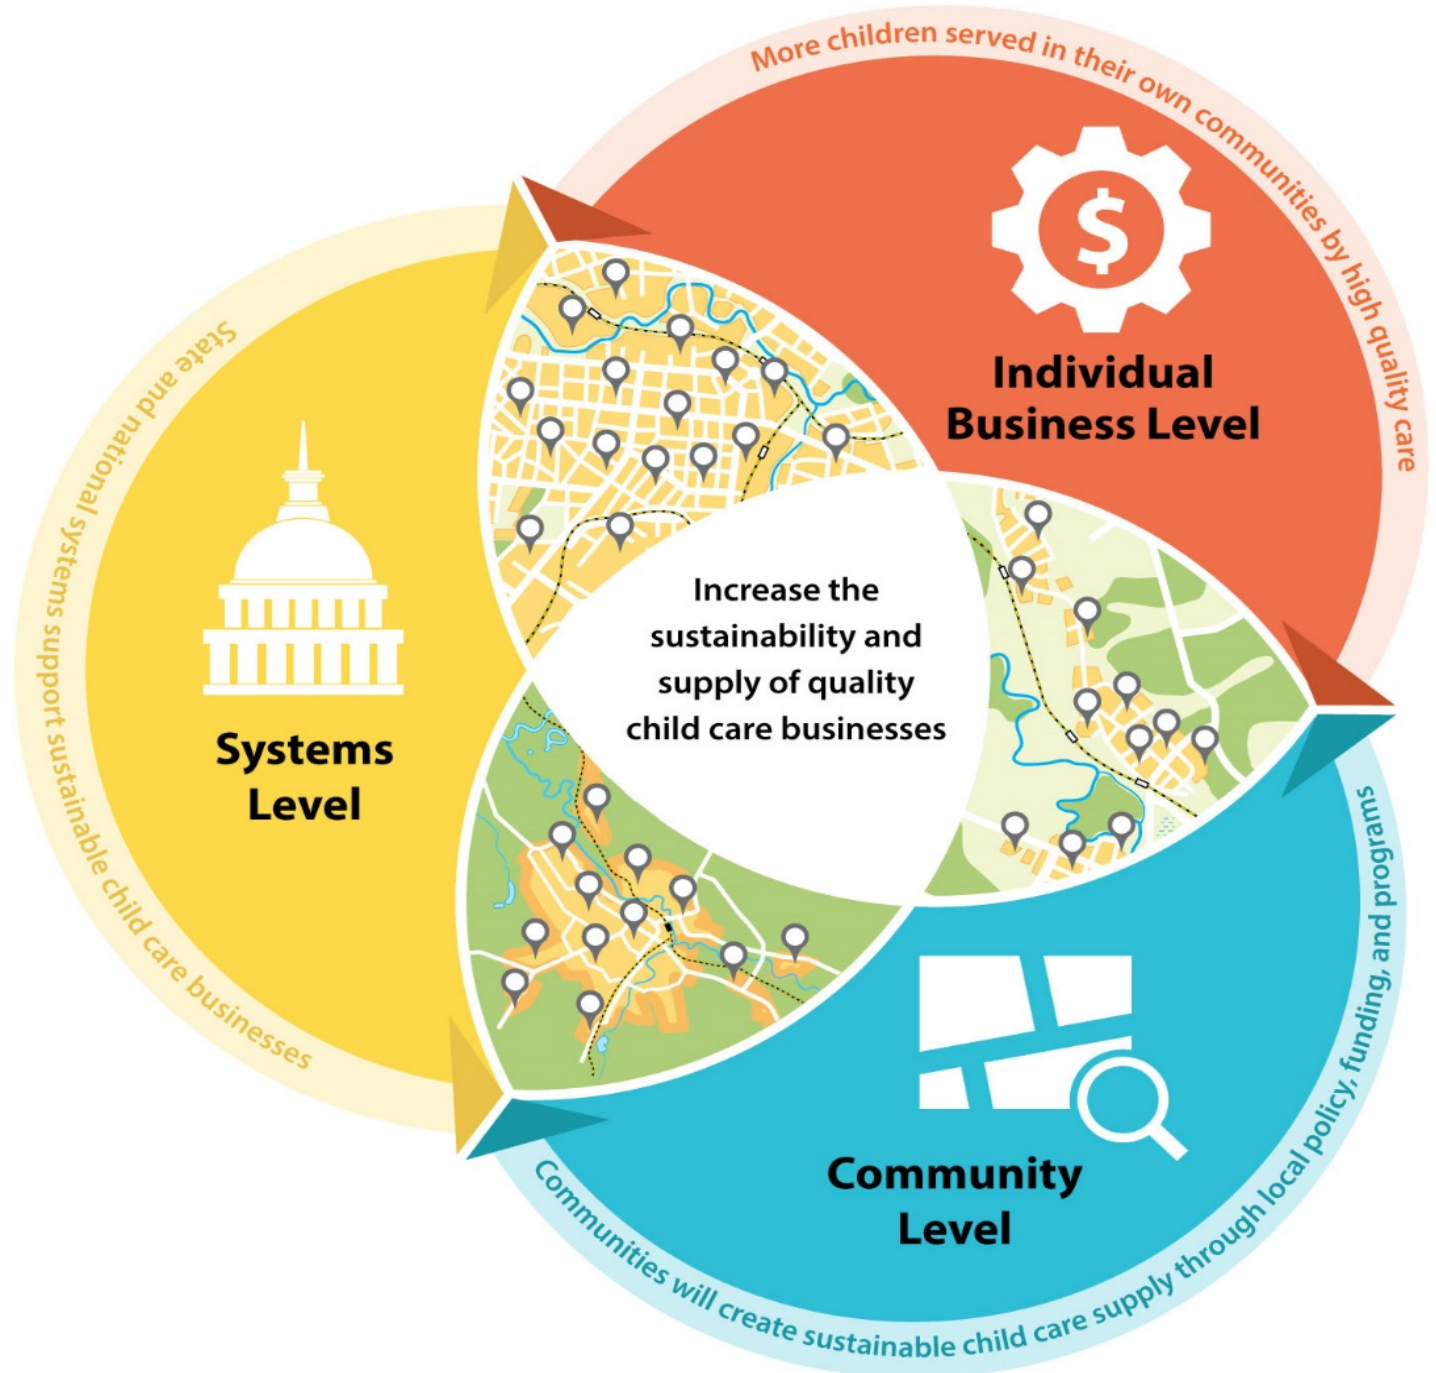 More children served in their own communities by high quality care
$
Individual
Business Level
State and national
systems support sustainable child care businesses
Systems
Level
Increase the
sustainability and
supply of quality
child care businesses
Community
Level
Communities will create sustainable child care supply through local policy, funding, and programs